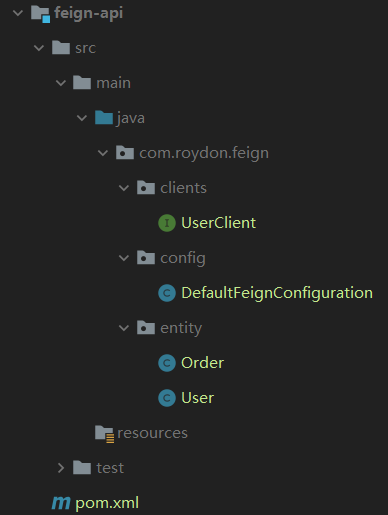 feign-api
src
main
java
com.roydon.feign
clients
I UserClient
config
C DefaultFeignConfiguration
entity
C Order
C User
resources
test
m pom.xml